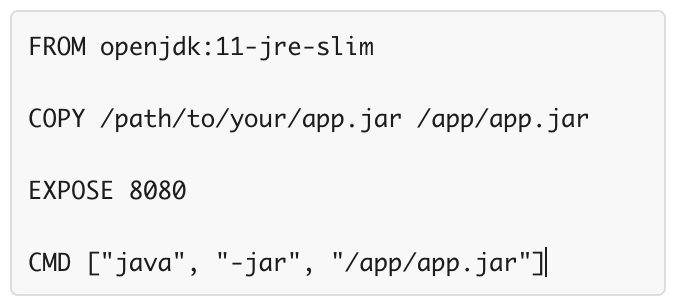 FROM openjdk:11-jre-slim
COPY /path/to/your/app.jar /app/app.jar
EXPOSE 8080
CMD ["java", "-jar", "/app/app.jar"]